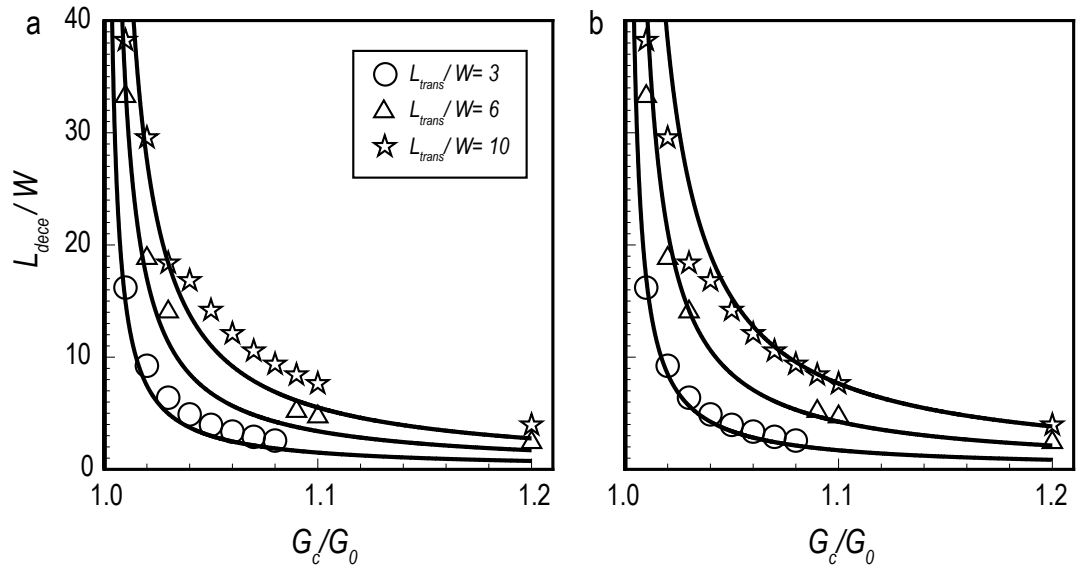 a
40
30
20
10
0
L_dece / W
1.0
1.1
1.2
G_c/G_0
L_trans / W= 3
L_trans / W= 6
L_trans / W= 10
b
1.0
1.1
1.2
G_c/G_0